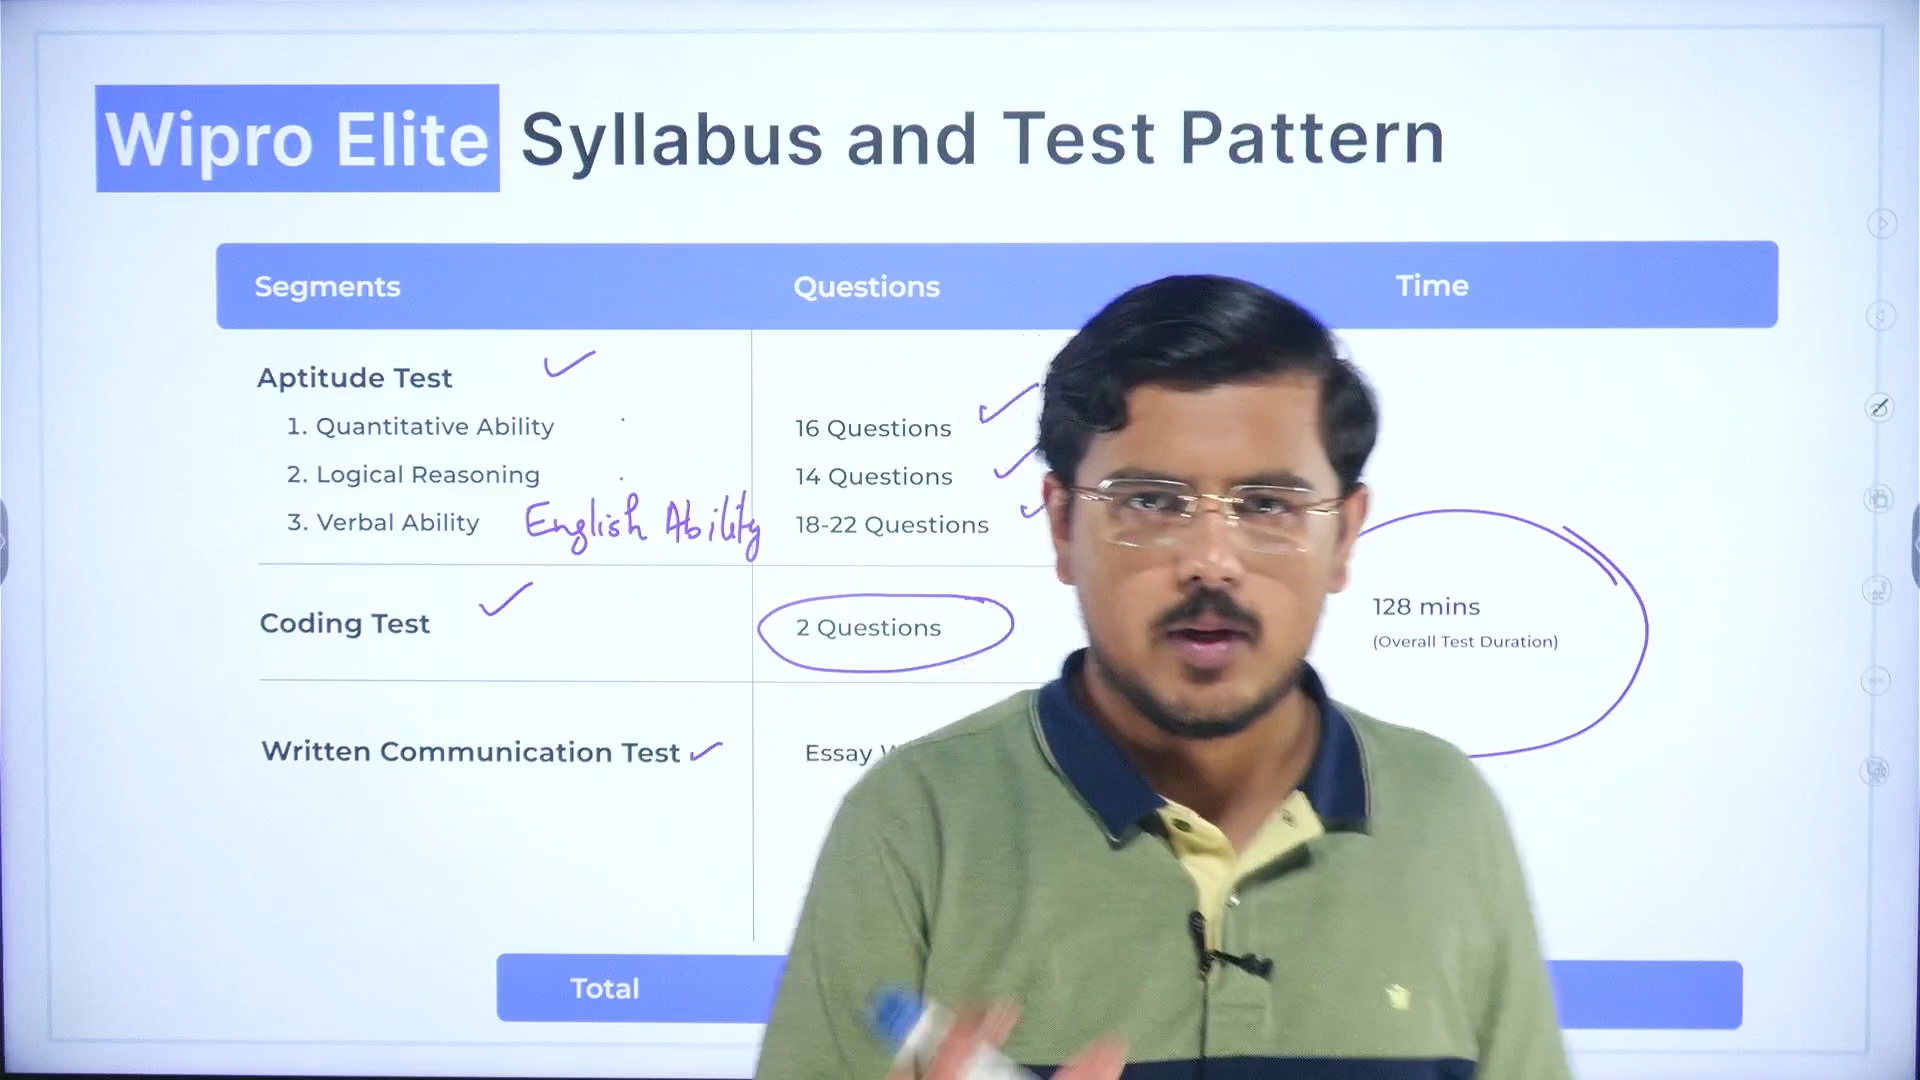 Wipro Elite Syllabus and Test Pattern
Segments Questions Time
Aptitude Test
1. Quantitative Ability 16 Questions
2. Logical Reasoning 14 Questions
3. Verbal Ability English Ability 18-22 Questions
Coding Test 2 Questions 128 mins
(Overall Test Duration)
Written Communication Test Essay
Total